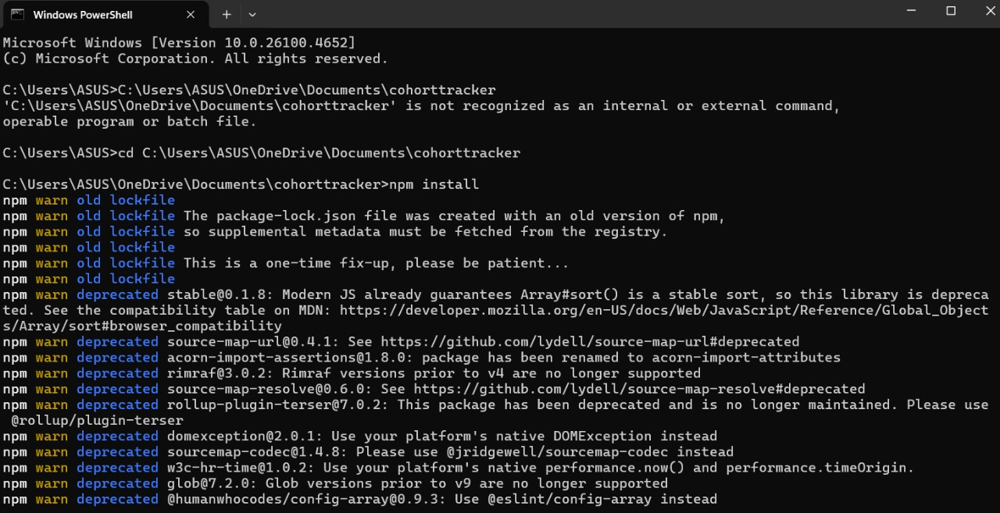 Windows PowerShell
Microsoft Windows [Version 10.0.26100.4652]
(c) Microsoft Corporation. All rights reserved.
C:\Users\ASUS>C:\Users\ASUS\OneDrive\Documents\cohorttracker
'C:\Users\ASUS\OneDrive\Documents\cohorttracker' is not recognized as an internal or external command,
operable program or batch file.
C:\Users\ASUS>cd C:\Users\ASUS\OneDrive\Documents\cohorttracker
C:\Users\ASUS\OneDrive\Documents\cohorttracker>npm install
npm warn old lockfile
npm warn old lockfile The package-lock.json file was created with an old version of npm,
npm warn old lockfile so supplemental metadata must be fetched from the registry.
npm warn old lockfile
npm warn old lockfile This is a one-time fix-up, please be patient...
npm warn old lockfile
npm warn deprecated stable@0.1.8: Modern JS already guarantees Array#sort() is a stable sort, so this library is depreca
ted. See the compatibility table on MDN: https://developer.mozilla.org/en-US/docs/Web/JavaScript/Reference/Global_Object
s/Array/sort#browser_compatibility
npm warn deprecated source-map-url@0.4.1: See https://github.com/lydell/source-map-url#deprecated
npm warn deprecated acorn-import-assertions@1.8.0: package has been renamed to acorn-import-attributes
npm warn deprecated rimraf@3.0.2: Rimraf versions prior to v4 are no longer supported
npm warn deprecated source-map-resolve@0.6.0: See https://github.com/lydell/source-map-resolve#deprecated
npm warn deprecated rollup-plugin-terser@7.0.2: This package has been deprecated and is no longer maintained. Please use
 @rollup/plugin-terser
npm warn deprecated domexception@2.0.1: Use your platform's native DOMException instead
npm warn deprecated sourcemap-codec@1.4.8: Please use @jridgewell/sourcemap-codec instead
npm warn deprecated w3c-hr-time@1.0.2: Use your platform's native performance.now() and performance.timeOrigin.
npm warn deprecated glob@7.2.0: Glob versions prior to v9 are no longer supported
npm warn deprecated @humanwhocodes/config-array@0.9.3: Use @eslint/config-array instead